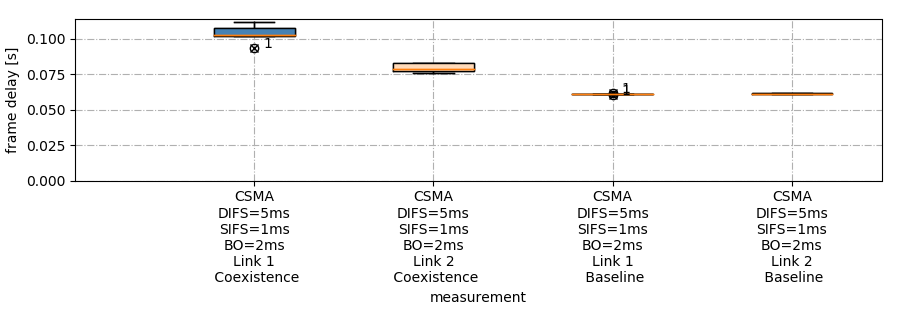 frame delay [s]
0.100
0.075
0.050
0.025
0.000
1
1
CSMA
DIFS=5ms
SIFS=1ms
BO=2ms
Link 1
Coexistence
CSMA
DIFS=5ms
SIFS=1ms
BO=2ms
Link 2
Coexistence
CSMA
DIFS=5ms
SIFS=1ms
BO=2ms
Link 1
Baseline
CSMA
DIFS=5ms
SIFS=1ms
BO=2ms
Link 2
Baseline
measurement